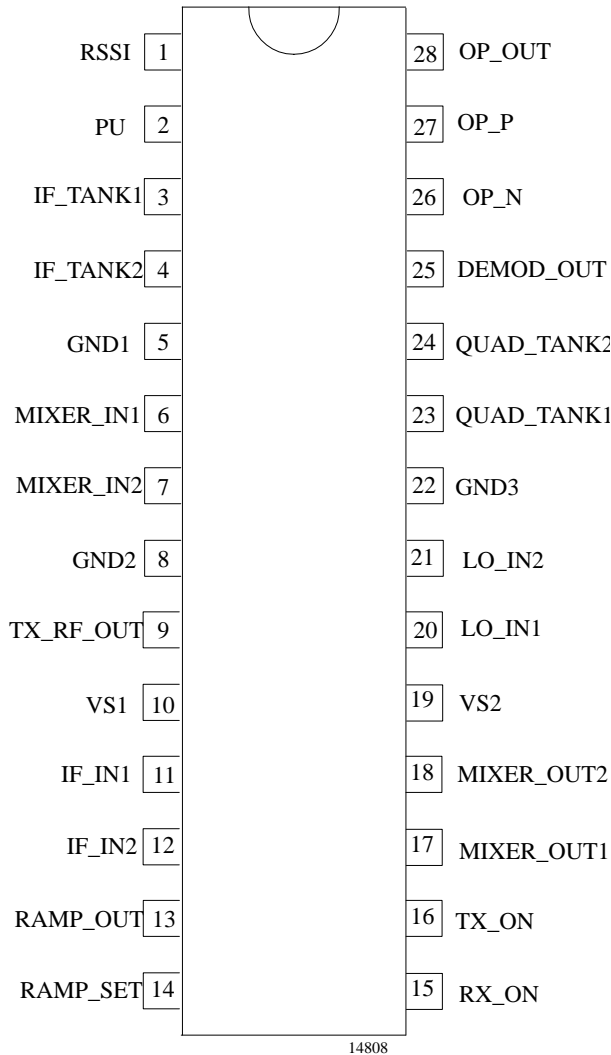 RSSI 1 28 OP_OUT
PU 2 27 OP_P
IF_TANK1 3 26 OP_N
IF_TANK2 4 25 DEMOD_OUT
GND1 5 24 QUAD_TANK2
MIXER_IN1 6 23 QUAD_TANK1
MIXER_IN2 7 22 GND3
GND2 8 21 LO_IN2
TX_RF_OUT 9 20 LO_IN1
VS1 10 19 VS2
IF_IN1 11 18 MIXER_OUT2
IF_IN2 12 17 MIXER_OUT1
RAMP_OUT 13 16 TX_ON
RAMP_SET 14 15 RX_ON
14808